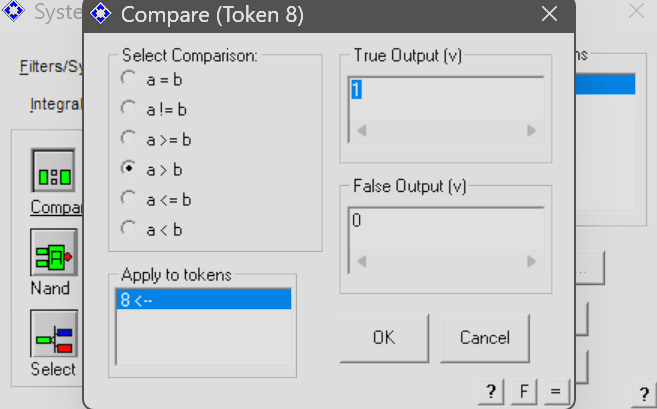 Syste
Compare (Token 8)
Filters/Sy
Integral
Compar
Nand
Select
Select Comparison:
a = b
a != b
a >= b
a > b
a <= b
a < b
Apply to tokens
8 <--
True Output (v)
1
False Output (v)
0
OK
Cancel
? F =
ns
...
?